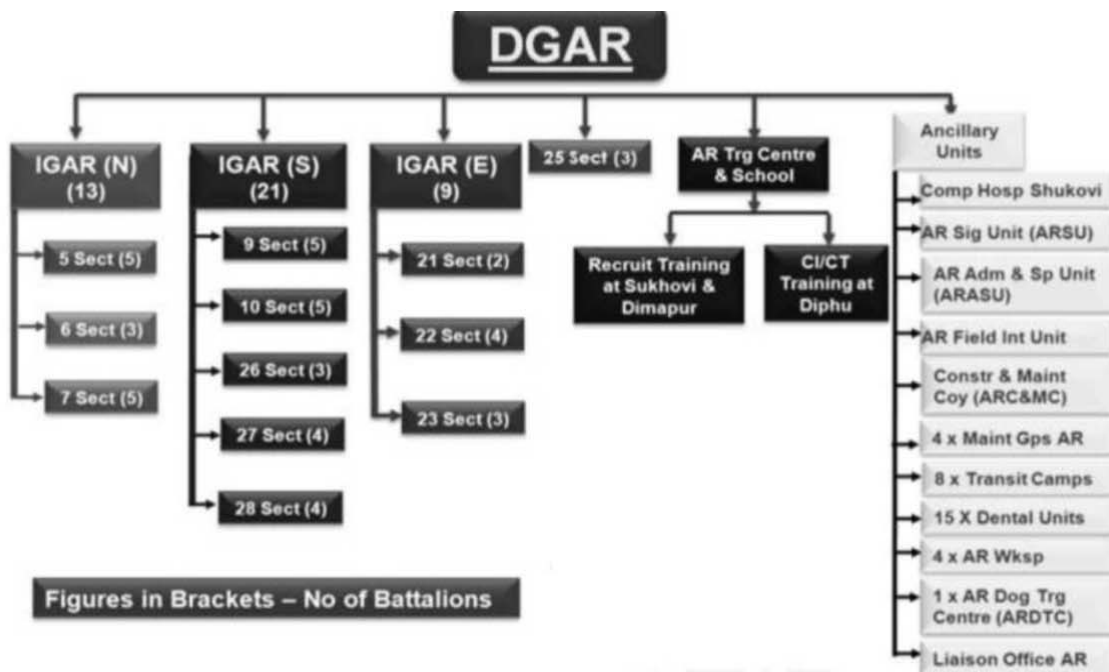 DGAR
IGAR (N)
(13)
5 Sect (5)
6 Sect (3)
7 Sect (5)
IGAR (S)
(21)
9 Sect (5)
10 Sect (5)
26 Sect (3)
27 Sect (4)
28 Sect (4)
IGAR (E)
(9)
21 Sect (2)
22 Sect (4)
23 Sect (3)
25 Sect (3)
AR Trg Centre
& School
Recruit Training
at Sukhovi &
Dimapur
CI/CT
Training at
Diphu
Ancillary
Units
Comp Hosp Shukovi
AR Sig Unit (ARSU)
AR Adm & Sp Unit
(ARASU)
AR Field Int Unit
Constr & Maint
Coy (ARC&MC)
4 x Maint Gps AR
8 x Transit Camps
15 X Dental Units
4 x AR Wksp
1 x AR Dog Trg
Centre (ARDTC)
Liaison Office AR
Figures in Brackets – No of Battalions